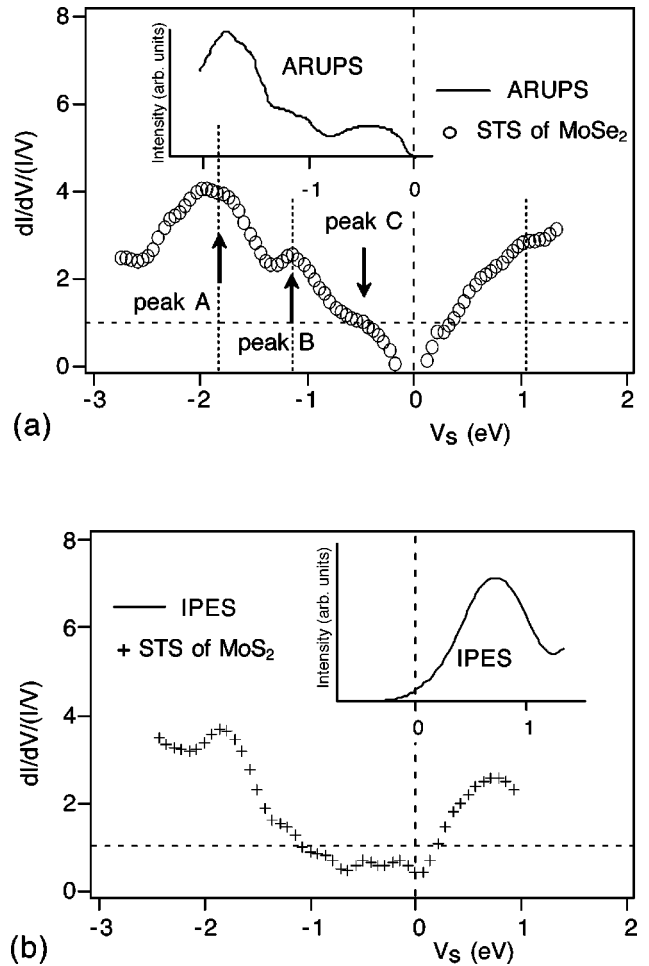 8
6
4
2
0
dI/dV/(I/V)
Intensity (arb. units)
ARUPS
-1
0
ARUPS
STS of MoSe2
peak C
peak A
peak B
-3
-2
-1
0
1
2
(a)
VS (eV)
8
6
4
2
0
dI/dV/(I/V)
IPES
+ STS of MoS2
Intensity (arb. units)
IPES
0
1
-3
-2
-1
0
1
2
(b)
VS (eV)